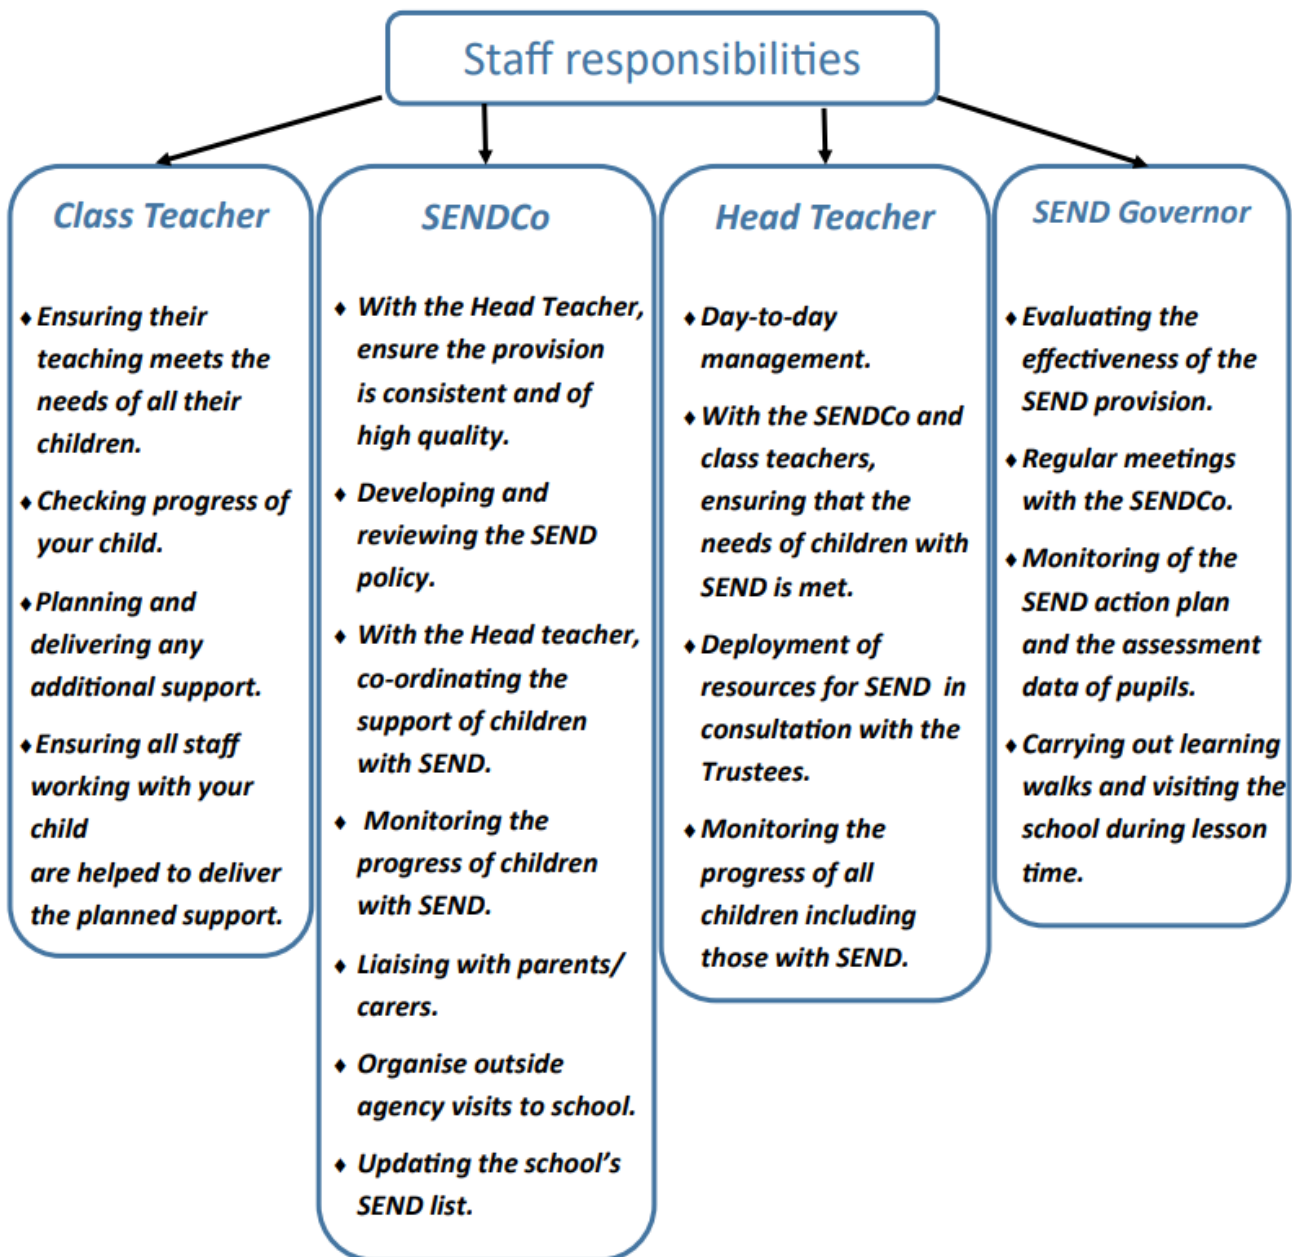 Staff responsibilities
Class Teacher
♦ Ensuring their
teaching meets the
needs of all their
children.
♦ Checking progress of
your child.
♦ Planning and
delivering any
additional support.
♦ Ensuring all staff
working with your
child
are helped to deliver
the planned support.
SENDCo
♦ With the Head Teacher,
ensure the provision
is consistent and of
high quality.
♦ Developing and
reviewing the SEND
policy.
♦ With the Head teacher,
co-ordinating the
support of children
with SEND.
♦ Monitoring the
progress of children
with SEND.
♦ Liaising with parents/
carers.
♦ Organise outside
agency visits to school.
♦ Updating the school’s
SEND list.
Head Teacher
♦ Day-to-day
management.
♦ With the SENDCo and
class teachers,
ensuring that the
needs of children with
SEND is met.
♦ Deployment of
resources for SEND in
consultation with the
Trustees.
♦ Monitoring the
progress of all
children including
those with SEND.
SEND Governor
♦ Evaluating the
effectiveness of the
SEND provision.
♦ Regular meetings
with the SENDCo.
♦ Monitoring of the
SEND action plan
and the assessment
data of pupils.
♦ Carrying out learning
walks and visiting the
school during lesson
time.